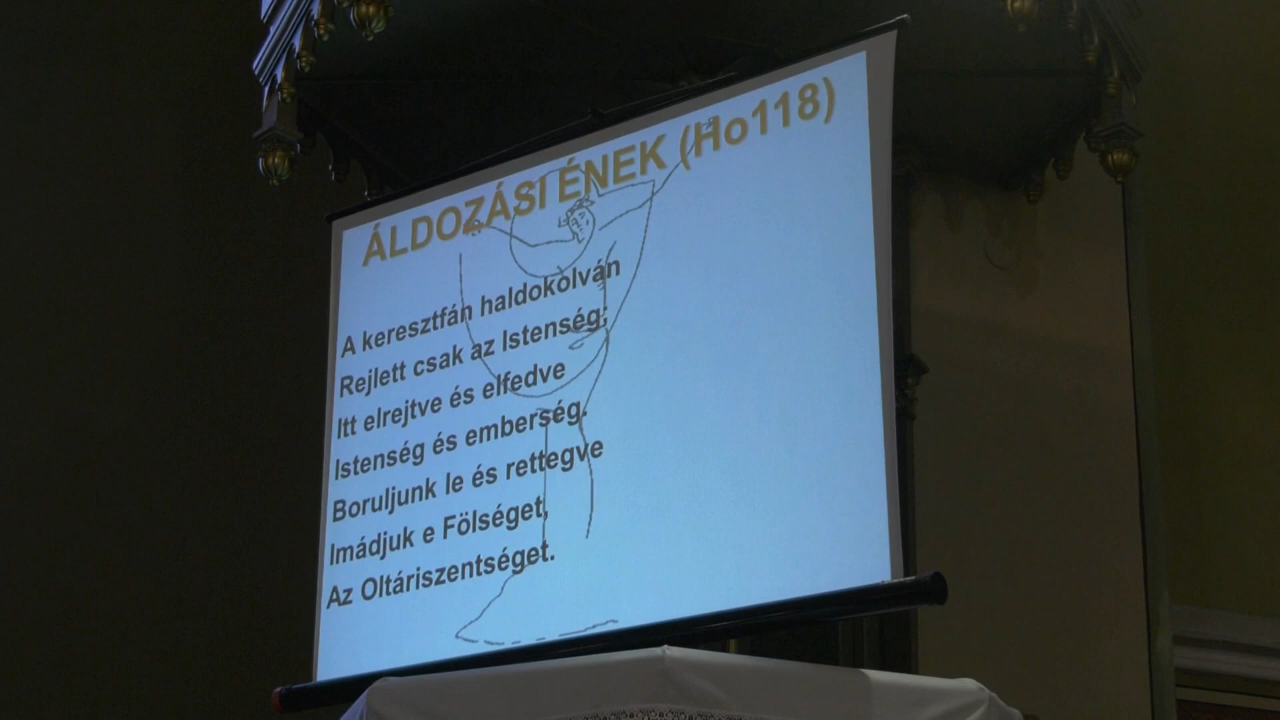 ÁLDOZÁSI ÉNEK (Ho118)
A keresztfán haldokolván
Rejlett csak az Istenség;
Itt elrejtve és elfedve
Istenség és emberség.
Boruljunk le és rettegve
Imádjuk e Fölséget,
Az Oltáriszentséget.